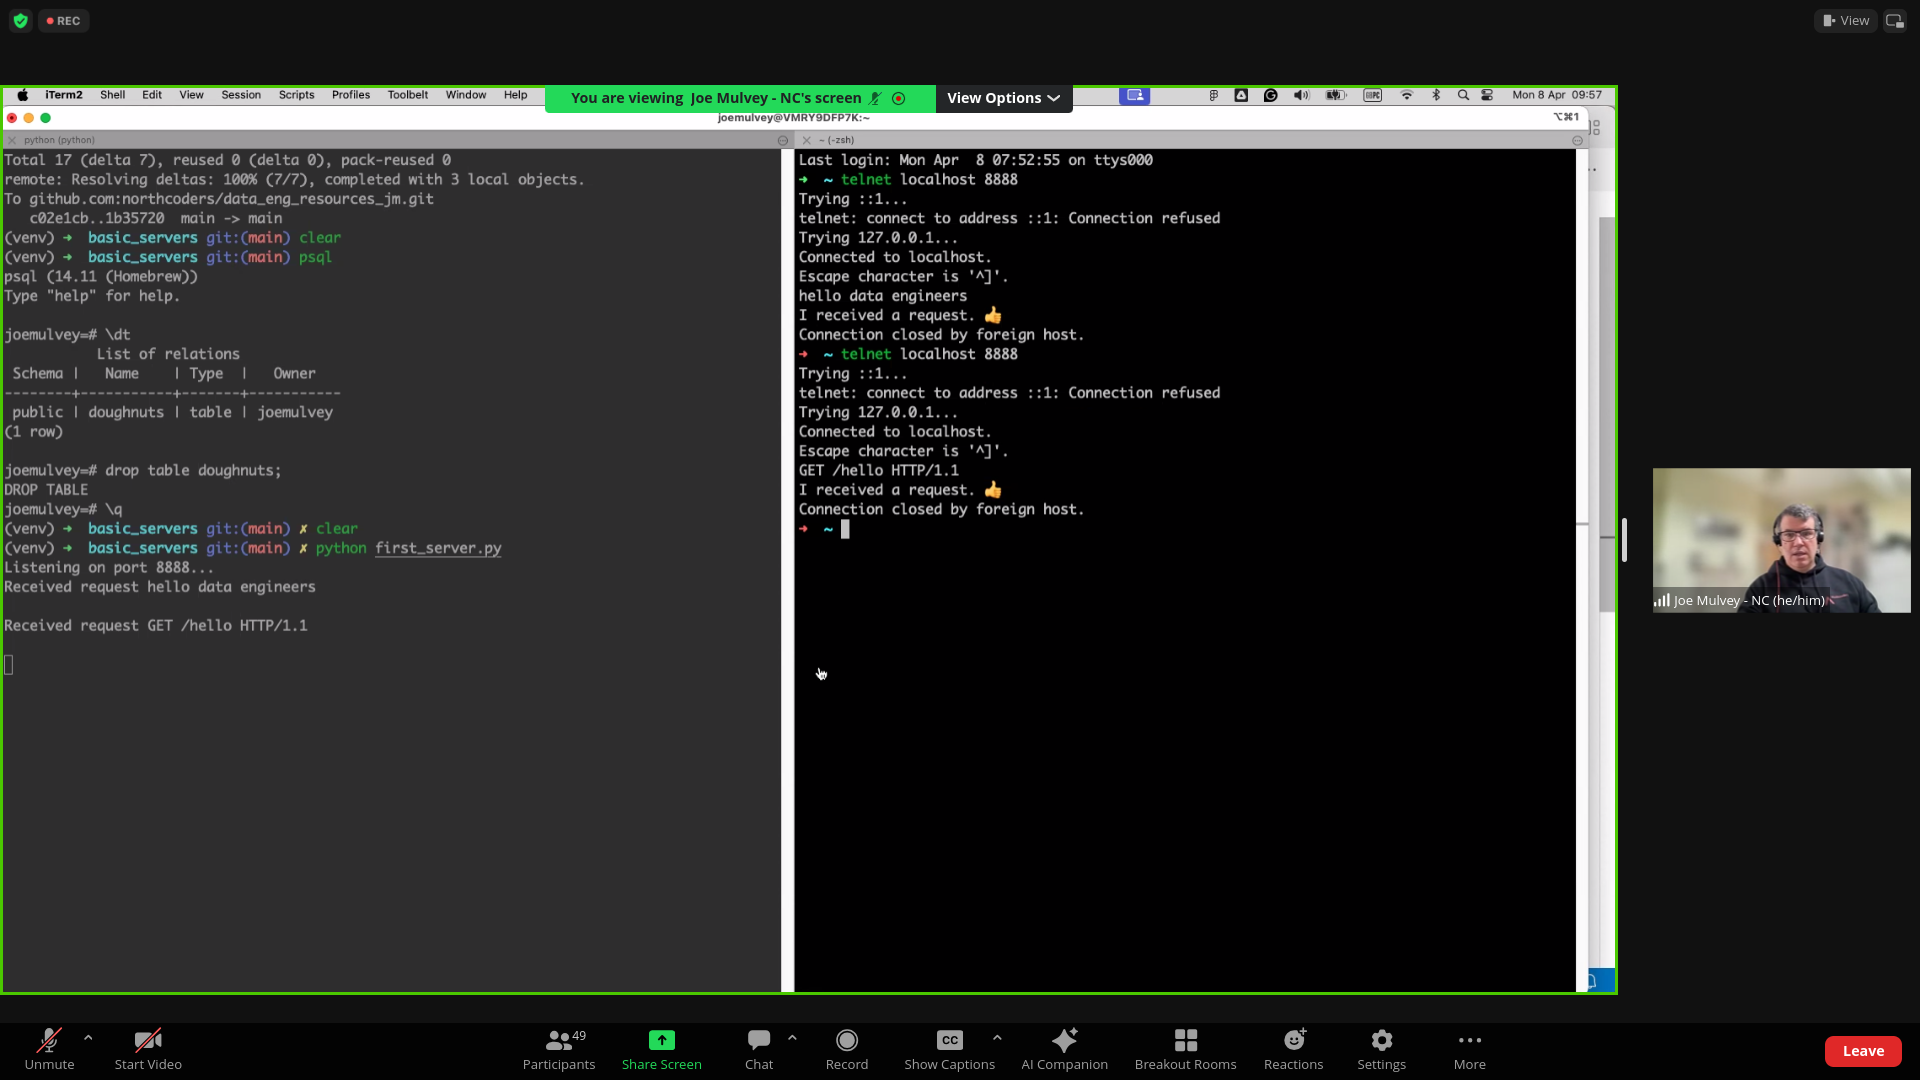 REC
View
iTerm2 Shell Edit View Session Scripts Profiles Toolbelt Window Help
You are viewing Joe Mulvey - NC's screen
View Options
Mon 8 Apr 09:57
joemulvey@VMRY9DFP7K:~
⌥⌘1
python (python)
Total 17 (delta 7), reused 0 (delta 0), pack-reused 0
remote: Resolving deltas: 100% (7/7), completed with 3 local objects.
To github.com:northcoders/data_eng_resources_jm.git
c02e1cb..1b35720 main -> main
(venv) ➜ basic_servers git:(main) clear
(venv) ➜ basic_servers git:(main) psql
psql (14.11 (Homebrew))
Type "help" for help.
joemulvey=# \dt
List of relations
Schema | Name | Type | Owner
--------+-----------+-------+-----------
public | doughnuts | table | joemulvey
(1 row)
joemulvey=# drop table doughnuts;
DROP TABLE
joemulvey=# \q
(venv) ➜ basic_servers git:(main) ✗ clear
(venv) ➜ basic_servers git:(main) ✗ python first_server.py
Listening on port 8888...
Received request hello data engineers
Received request GET /hello HTTP/1.1
~ (-zsh)
Last login: Mon Apr 8 07:52:55 on ttys000
➜ ~ telnet localhost 8888
Trying ::1...
telnet: connect to address ::1: Connection refused
Trying 127.0.0.1...
Connected to localhost.
Escape character is '^]'.
hello data engineers
I received a request. 👍
Connection closed by foreign host.
➜ ~ telnet localhost 8888
Trying ::1...
telnet: connect to address ::1: Connection refused
Trying 127.0.0.1...
Connected to localhost.
Escape character is '^]'.
GET /hello HTTP/1.1
I received a request. 👍
Connection closed by foreign host.
➜ ~
Joe Mulvey - NC (he/him)
Unmute
Start Video
49
Participants
Share Screen
Chat
Record
CC
Show Captions
AI Companion
Breakout Rooms
Reactions
Settings
More
Leave